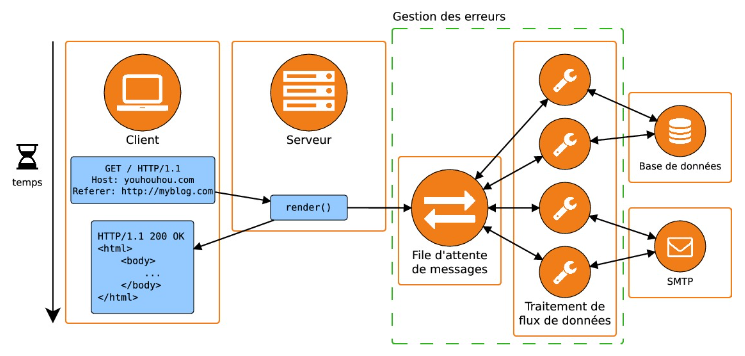 Gestion des erreurs
temps
Client
GET / HTTP/1.1
Host: youhouhou.com
Referer: http://myblog.com
HTTP/1.1 200 OK
<html>
<body>
...
</body>
</html>
Serveur
render()
File d'attente
de messages
Traitement de
flux de données
Base de données
SMTP